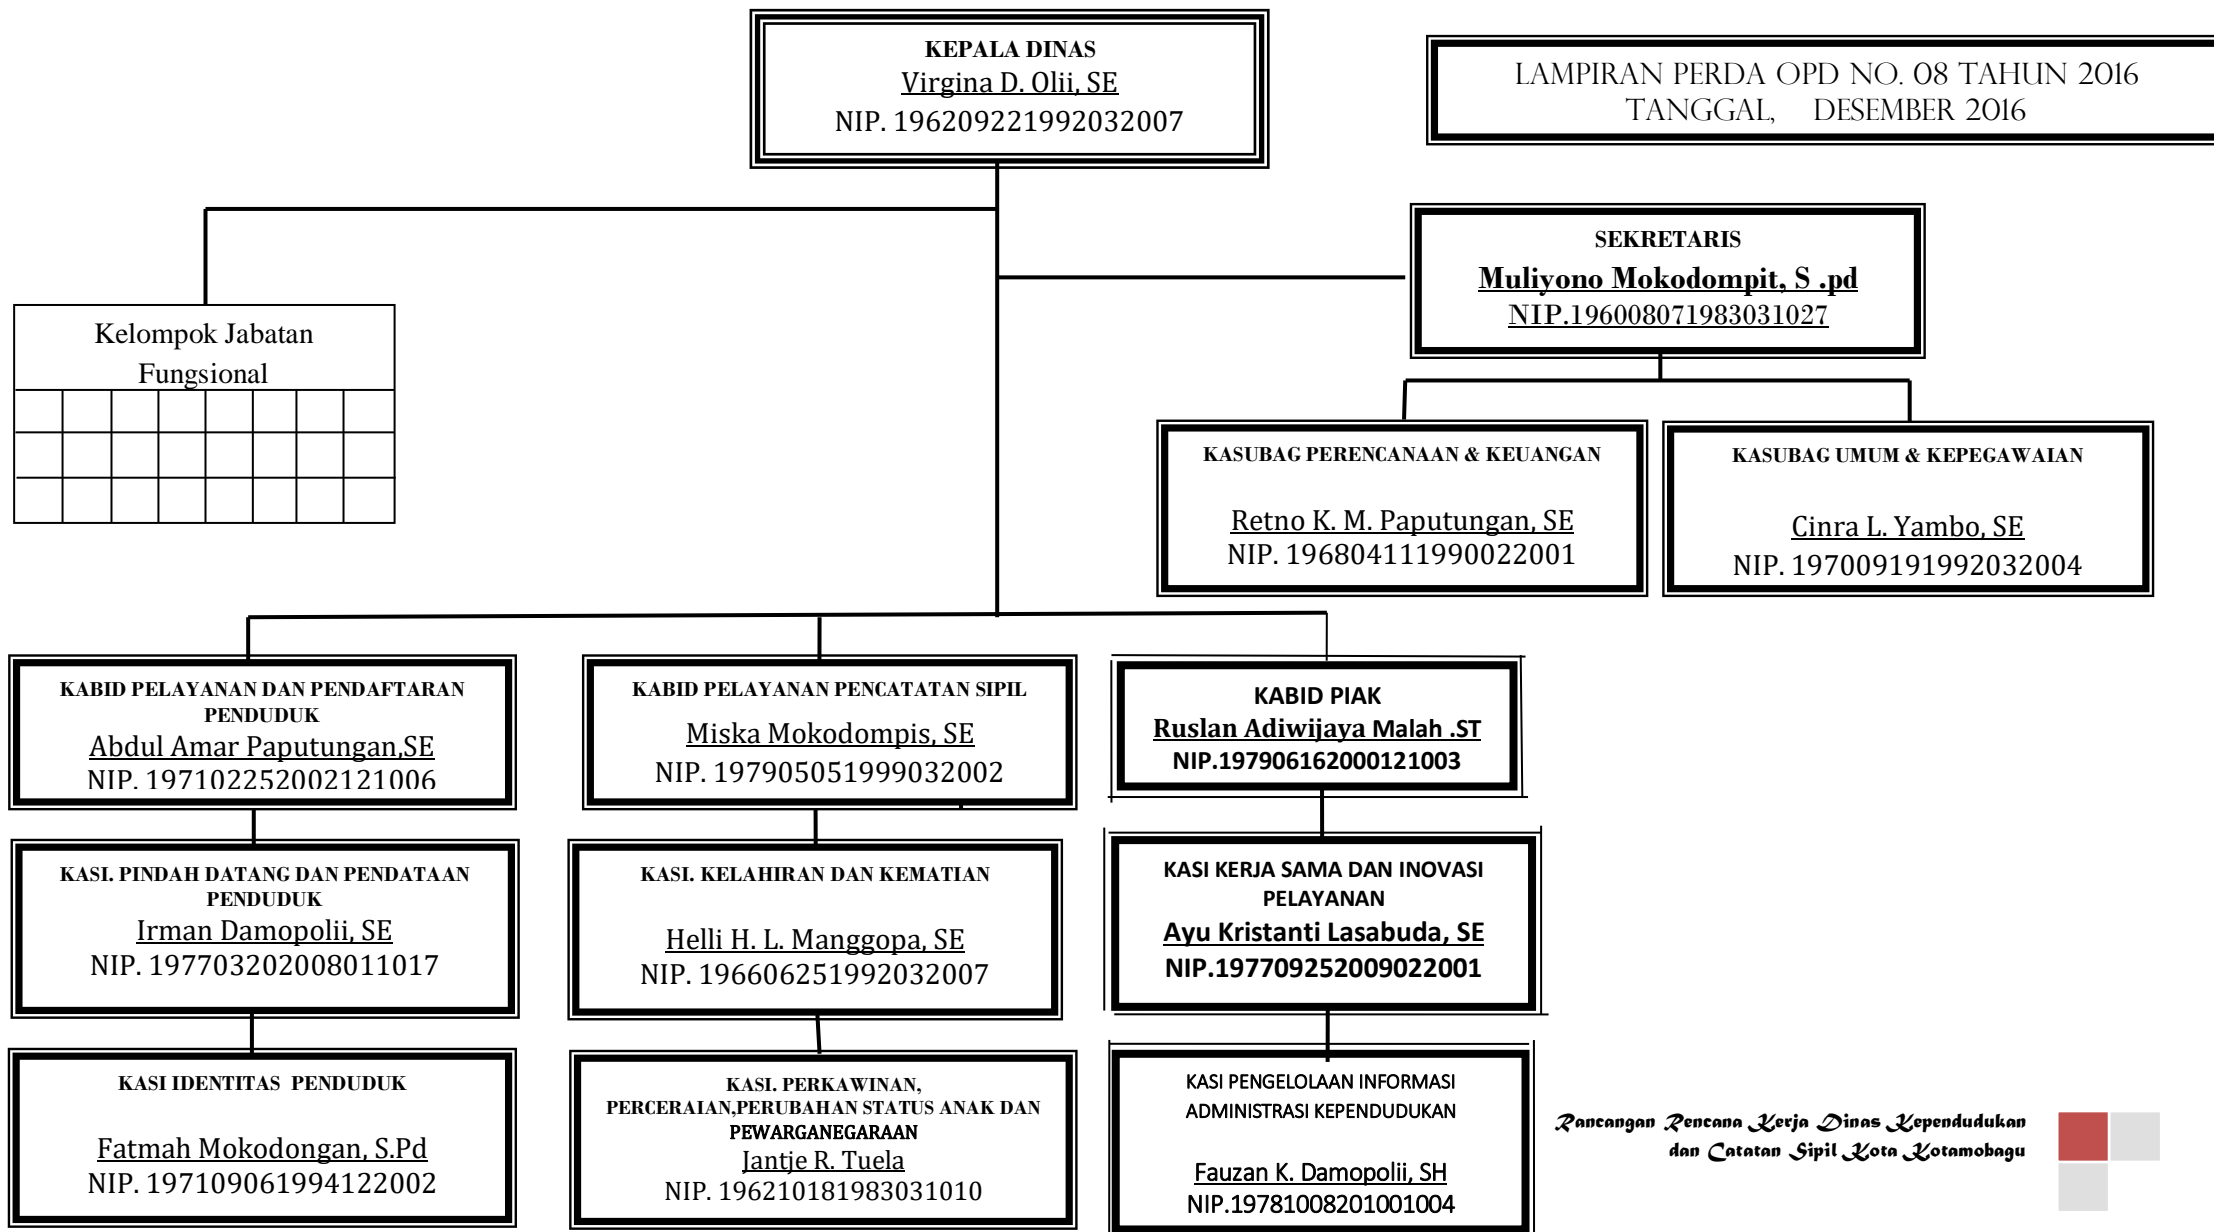 KEPALA DINAS
Virgina D. Olii, SE
NIP. 196209221992032007
LAMPIRAN PERDA OPD NO. 08 TAHUN 2016
TANGGAL, DESEMBER 2016
SEKRETARIS
Muliyono Mokodompit, S .pd
NIP.196008071983031027
Kelompok Jabatan
Fungsional
KASUBAG PERENCANAAN & KEUANGAN
Retno K. M. Paputungan, SE
NIP. 196804111990022001
KASUBAG UMUM & KEPEGAWAIAN
Cinra L. Yambo, SE
NIP. 197009191992032004
KABID PELAYANAN DAN PENDAFTARAN
PENDUDUK
Abdul Amar Paputungan,SE
NIP. 197102252002121006
KABID PELAYANAN PENCATATAN SIPIL
Miska Mokodompis, SE
NIP. 197905051999032002
KABID PIAK
Ruslan Adiwijaya Malah .ST
NIP.197906162000121003
KASI. PINDAH DATANG DAN PENDATAAN
PENDUDUK
Irman Damopolii, SE
NIP. 197703202008011017
KASI. KELAHIRAN DAN KEMATIAN
Helli H. L. Manggopa, SE
NIP. 196606251992032007
KASI KERJA SAMA DAN INOVASI
PELAYANAN
Ayu Kristanti Lasabuda, SE
NIP.197709252009022001
KASI IDENTITAS PENDUDUK
Fatmah Mokodongan, S.Pd
NIP. 197109061994122002
KASI. PERKAWINAN,
PERCERAIAN,PERUBAHAN STATUS ANAK DAN
PEWARGANEGARAAN
Jantje R. Tuela
NIP. 196210181983031010
KASI PENGELOLAAN INFORMASI
ADMINISTRASI KEPENDUDUKAN
Fauzan K. Damopolii, SH
NIP.19781008201001004
Rancangan Rencana Kerja Dinas Kependudukan
dan Catatan Sipil Kota Kotamobagu